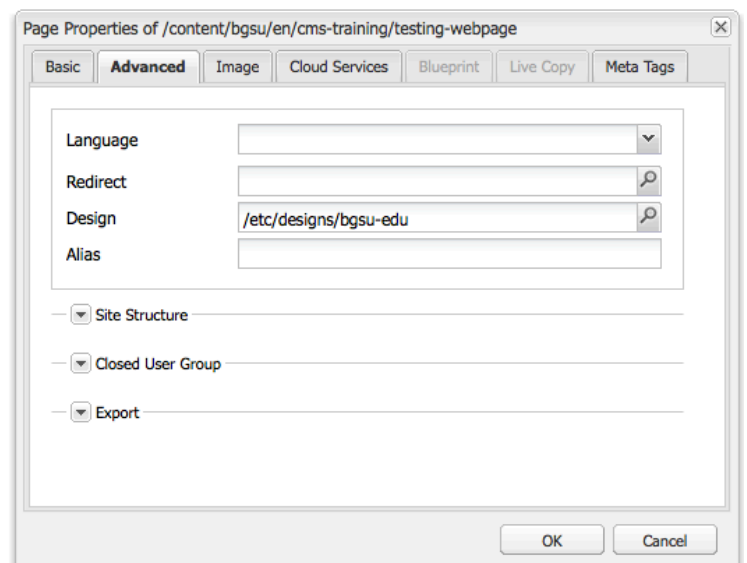 Page Properties of /content/bgsu/en/cms-training/testing-webpage
Basic Advanced Image Cloud Services Blueprint Live Copy Meta Tags
Language
Redirect
Design /etc/designs/bgsu-edu
Alias
Site Structure
Closed User Group
Export
OK Cancel